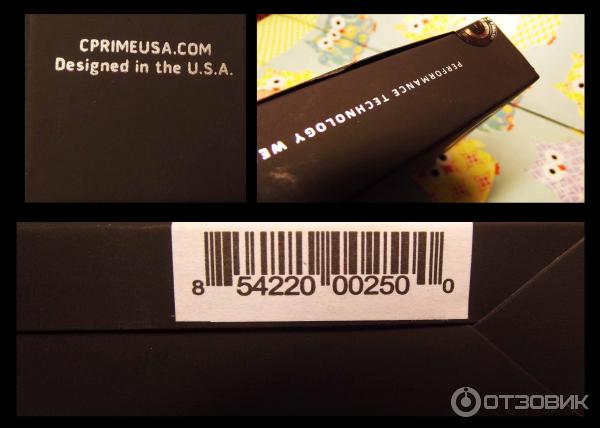 CPRIMEUSA.COM
Designed in the U.S.A.
PERFORMANCE TECHNOLOGY WE
8 54220 00250 0
ОТЗОВИК